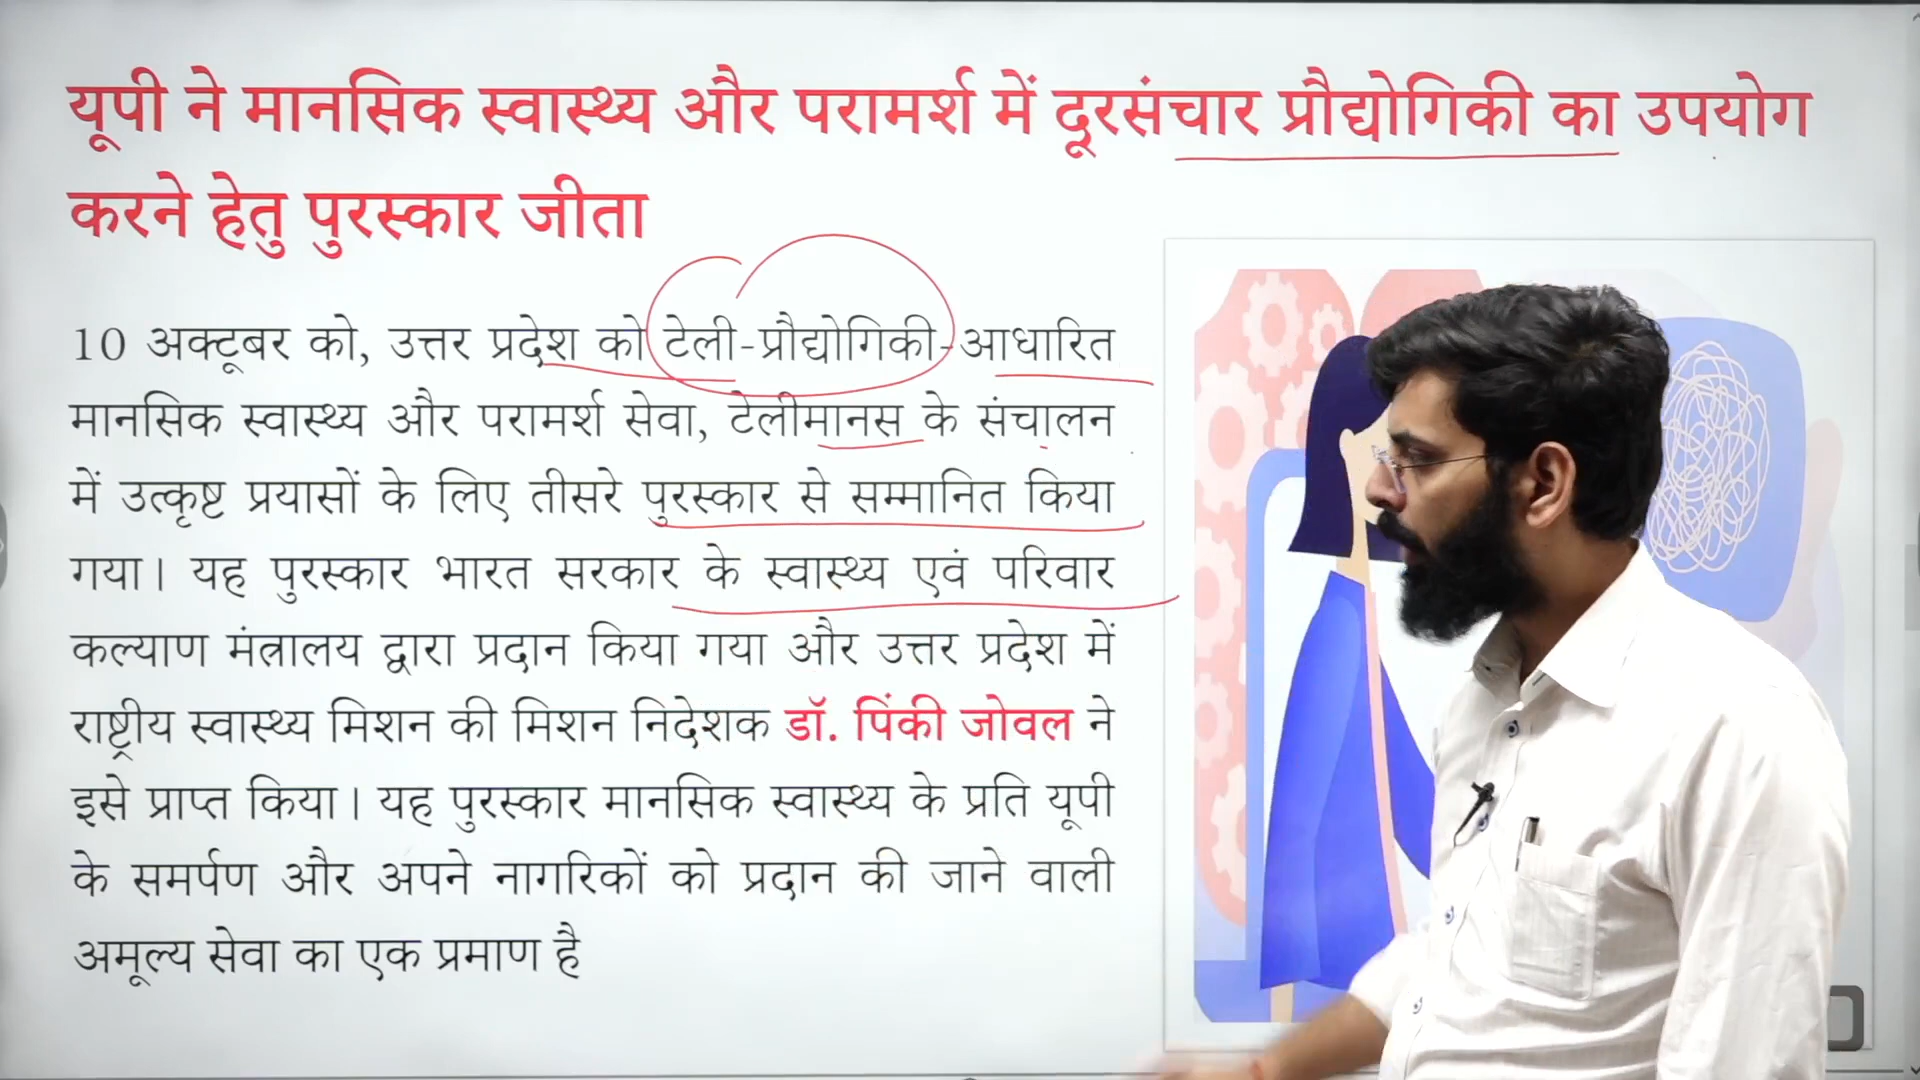 यूपी ने मानसिक स्वास्थ्य और परामर्श में दूरसंचार प्रौद्योगिकी का उपयोग
करने हेतु पुरस्कार जीता
10 अक्टूबर को, उत्तर प्रदेश को टेली-प्रौद्योगिकी-आधारित
मानसिक स्वास्थ्य और परामर्श सेवा, टेलीमानस के संचालन
में उत्कृष्ट प्रयासों के लिए तीसरे पुरस्कार से सम्मानित किया
गया। यह पुरस्कार भारत सरकार के स्वास्थ्य एवं परिवार
कल्याण मंत्रालय द्वारा प्रदान किया गया और उत्तर प्रदेश में
राष्ट्रीय स्वास्थ्य मिशन की मिशन निदेशक डॉ. पिंकी जोवल ने
इसे प्राप्त किया। यह पुरस्कार मानसिक स्वास्थ्य के प्रति यूपी
के समर्पण और अपने नागरिकों को प्रदान की जाने वाली
अमूल्य सेवा का एक प्रमाण है